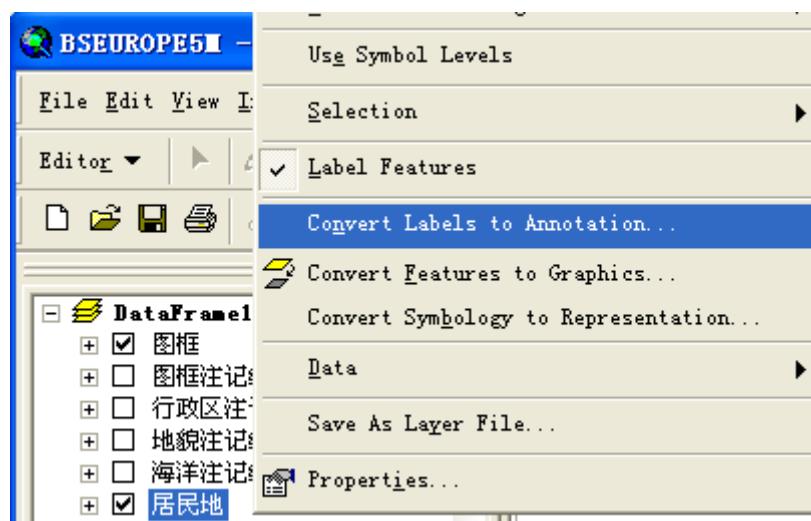 BSEUROPE5M -
File Edit View
Editor
Use Symbol Levels
Selection
Label Features
Convert Labels to Annotation...
Convert Features to Graphics...
Convert Symbology to Representation...
Data
Save As Layer File...
Properties...
DataFrame1
图框
图框注记
行政区注
地貌注记
海洋注记
居民地